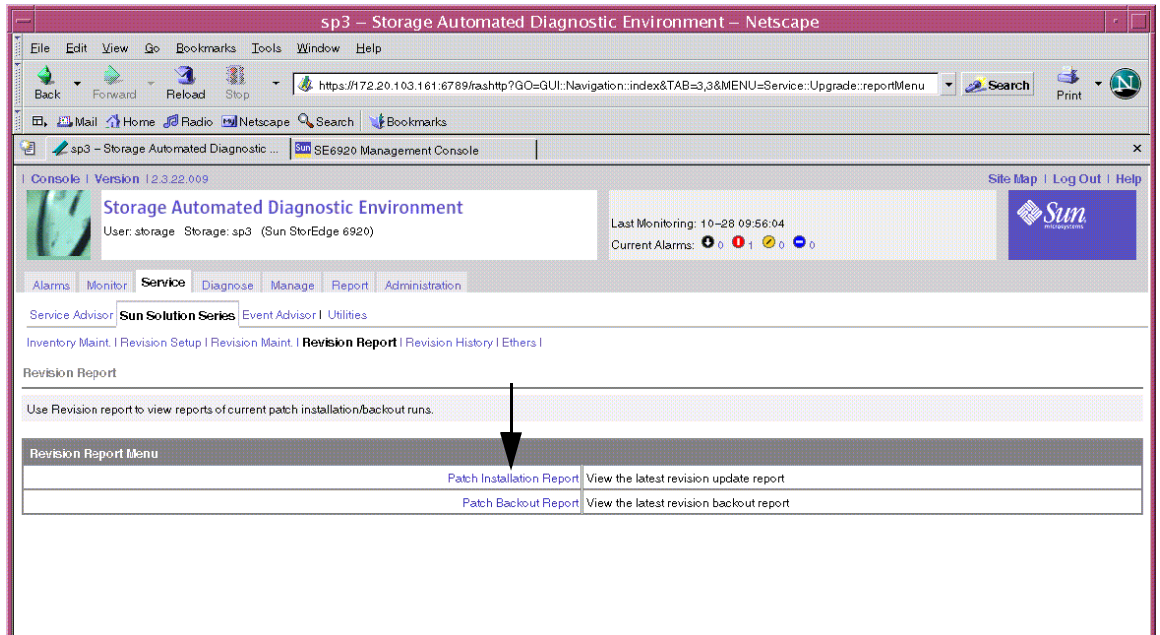 sp3 – Storage Automated Diagnostic Environment – Netscape
File Edit View Go Bookmarks Tools Window Help
Back Forward Reload Stop https://172.20.103.161:6789/rashttp?GO=GUI::Navigation::index&TAB=3,3&MENU=Service::Upgrade::reportMenu Search Print N
Mail Home Radio Netscape Search Bookmarks
sp3 – Storage Automated Diagnostic ... Sun SE6920 Management Console
Console | Version | 2.3.22.009 Site Map | Log Out | Help
Storage Automated Diagnostic Environment
User: storage Storage: sp3 (Sun StorEdge 6920)
Last Monitoring: 10–28 09:56:04
Current Alarms: 0 1 0 0
Sun
microsystems
Alarms Monitor Service Diagnose Manage Report Administration
Service Advisor Sun Solution Series Event Advisor | Utilities
Inventory Maint. | Revision Setup | Revision Maint. | Revision Report | Revision History | Ethers |
Revision Report
Use Revision report to view reports of current patch installation/backout runs.
Revision Report Menu
Patch Installation Report View the latest revision update report
Patch Backout Report View the latest revision backout report